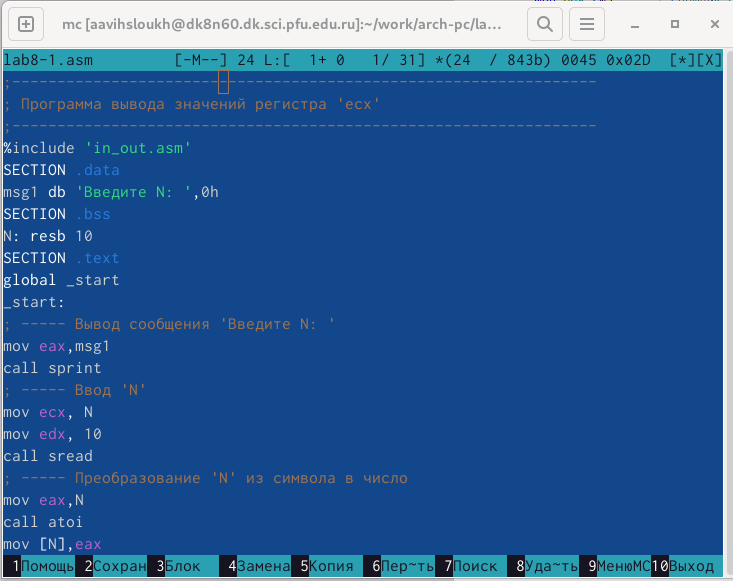 mc [aavihsloukh@dk8n60.dk.sci.pfu.edu.ru]:~/work/arch-pc/la...
lab8-1.asm [-M--] 24 L:[ 1+ 0 1/ 31] *(24 / 843b) 0045 0x02D [*][X]
;-----------------------------------------------------------------
; Программа вывода значений регистра 'ecx'
;-----------------------------------------------------------------
%include 'in_out.asm'
SECTION .data
msg1 db 'Введите N: ',0h
SECTION .bss
N: resb 10
SECTION .text
global _start
_start:
; ----- Вывод сообщения 'Введите N: '
mov eax,msg1
call sprint
; ----- Ввод 'N'
mov ecx, N
mov edx, 10
call sread
; ----- Преобразование 'N' из символа в число
mov eax,N
call atoi
mov [N],eax
1Помощь 2Сохран 3Блок 4Замена 5Копия 6Пер~ть 7Поиск 8Уда~ть 9МенюMC 10Выход